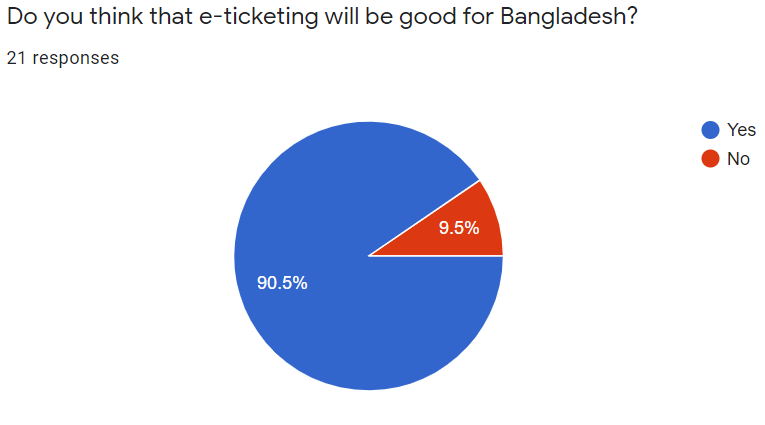 Do you think that e-ticketing will be good for Bangladesh?
21 responses
Yes
No
9.5%
90.5%